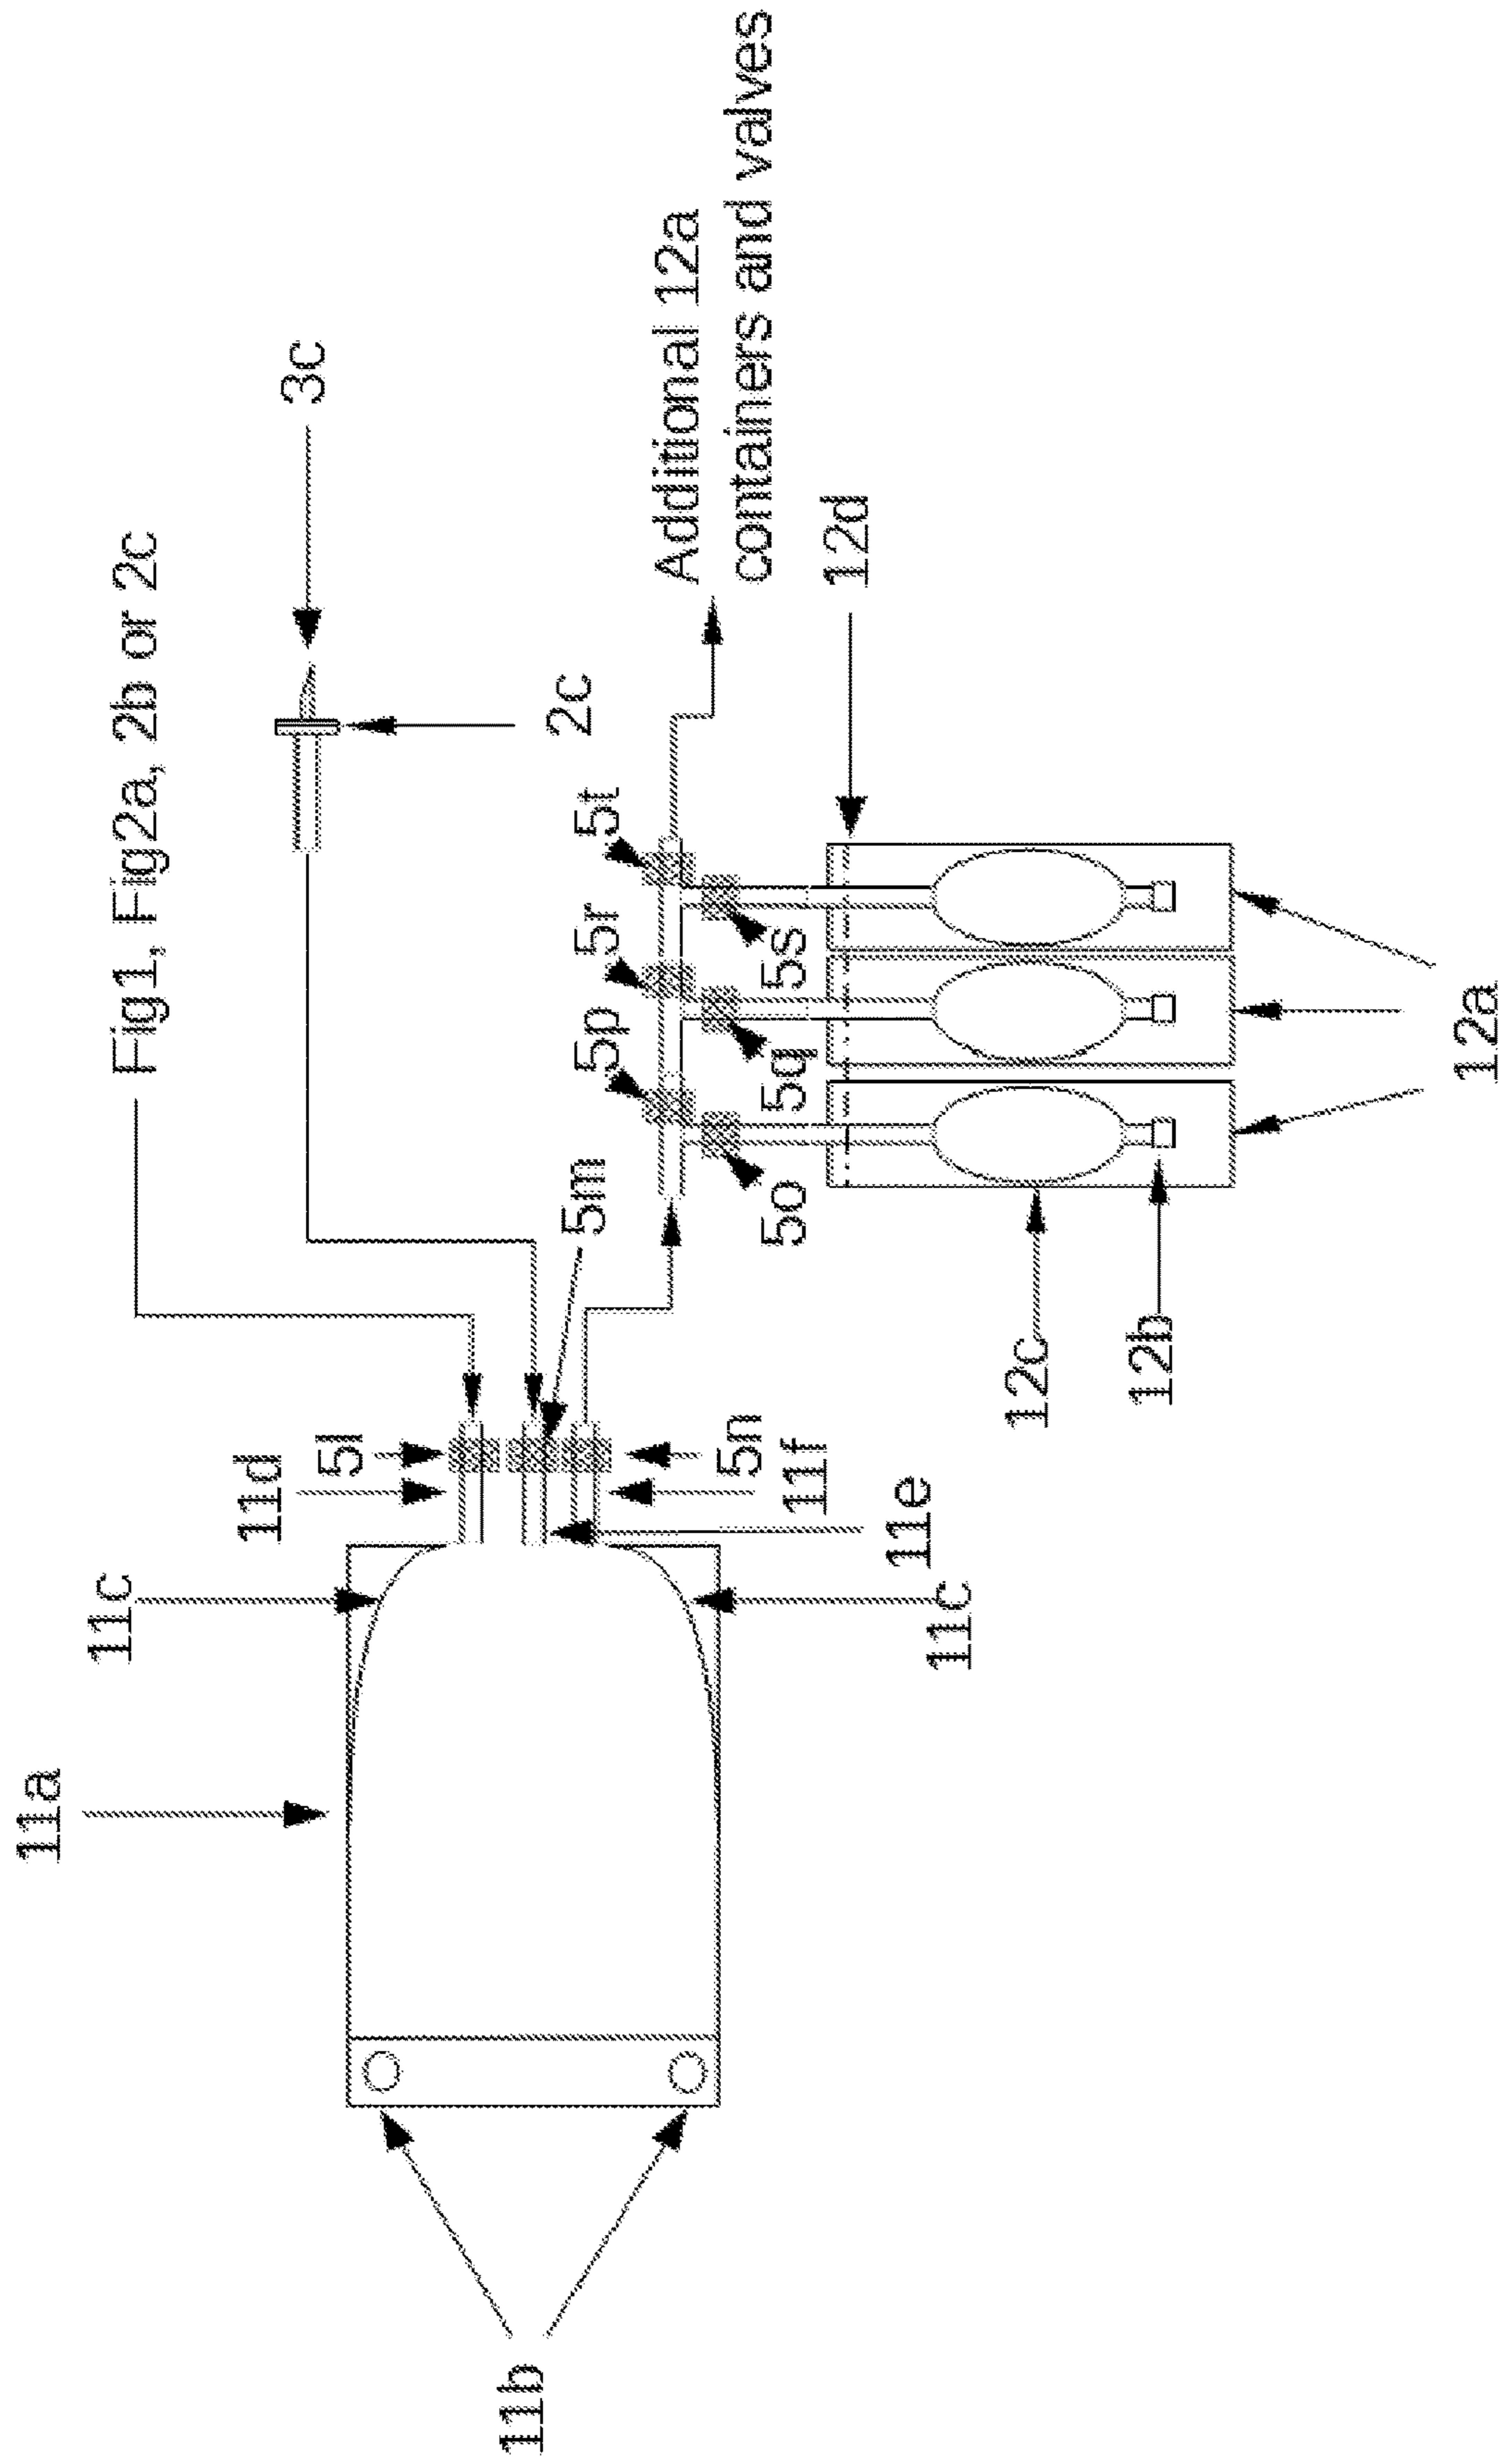 Fig1, Fig2a, 2b or 2c
3c
2c
Additional 12a
containers and valves
12d
11a
11c
11d
5l
5m
5p
5r
5t
5n
11f
11e
11c
5o
5q
5s
11b
12c
12b
12a